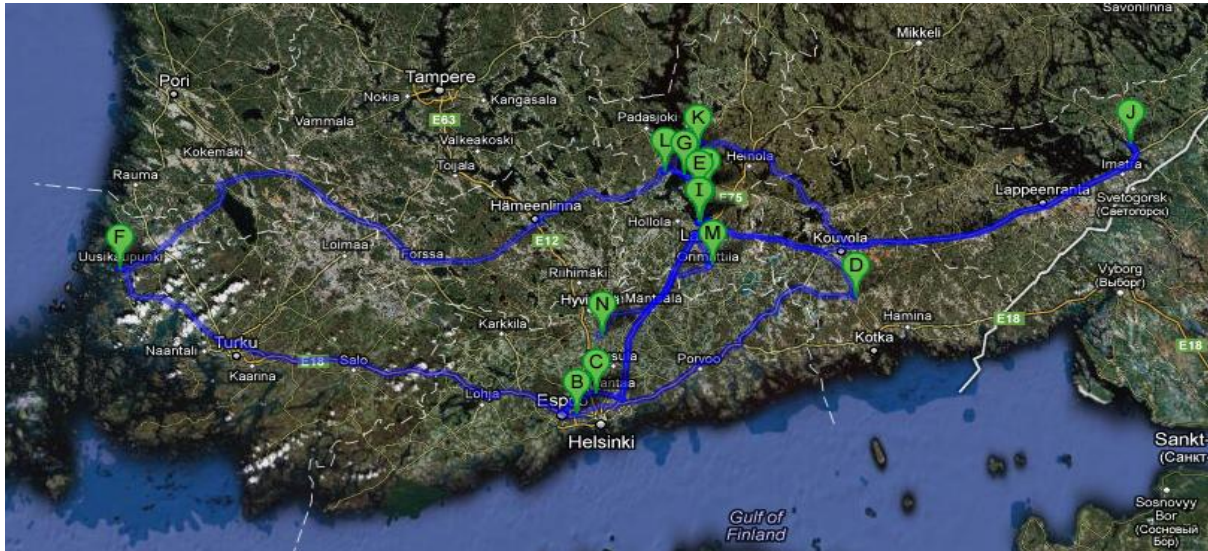 Savonlinna
Mikkeli
Pori
Tampere
Nokia
Kangasala
E63
Vammala
Valkeakoski
Padasjoki
K
J
Kokemäki
Toijala
L
G
E
Heinola
Imatra
Rauma
I
E75
Lappeenranta
Svetogorsk
(Светогорск)
Hämeenlinna
Hollola
F
Uusikaupunki
Loimaa
Forssa
E12
M
Orimattila
Kouvola
D
Riihimäki
Vyborg
(Выборг)
N
Mäntsälä
Karkkila
Hamina
E18
Naantali
Turku
E18
Salo
Kaarina
C
Porvoo
Kotka
E18
B
Lohja
Espoo
Helsinki
Sankt-
(Санкт-
Gulf of
Finland
Sosnovyy
Bor
(Сосновый
Бор)